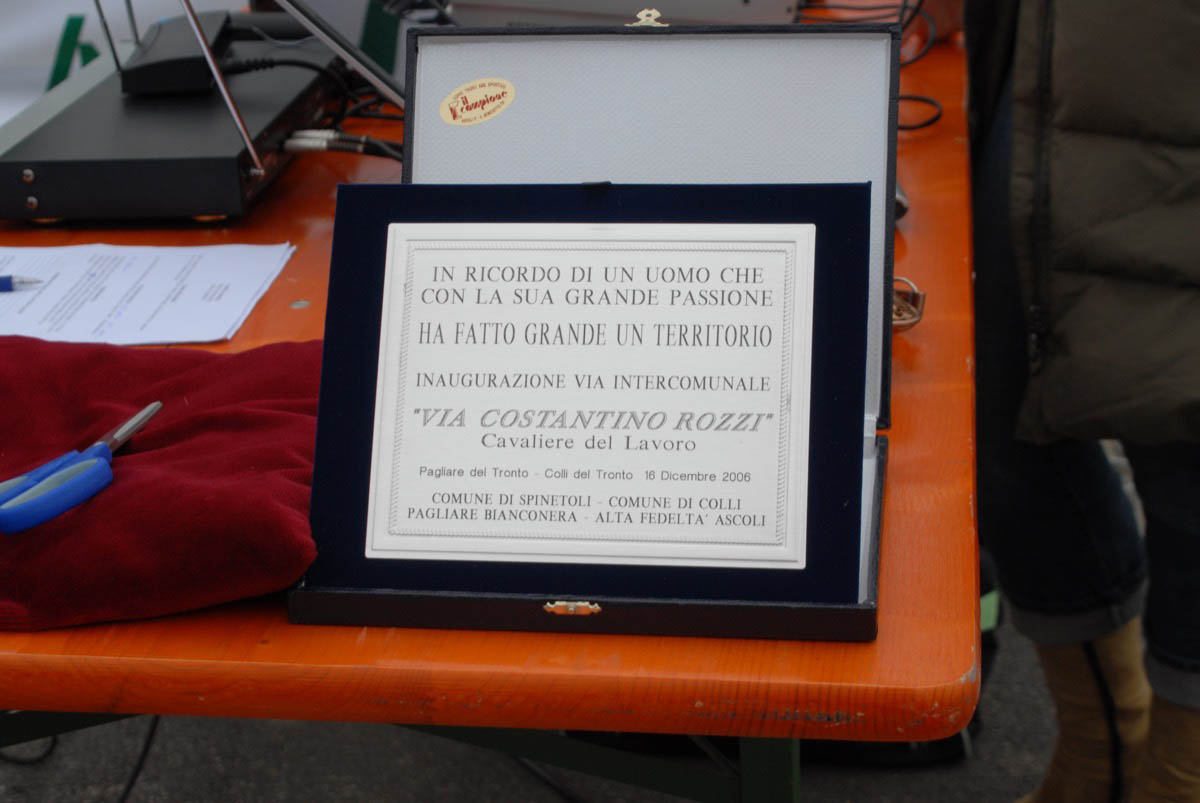 il campione
IN RICORDO DI UN UOMO CHE
CON LA SUA GRANDE PASSIONE
HA FATTO GRANDE UN TERRITORIO
INAUGURAZIONE VIA INTERCOMUNALE
"VIA COSTANTINO ROZZI"
Cavaliere del Lavoro
Pagliare del Tronto - Colli del Tronto 16 Dicembre 2006
COMUNE DI SPINETOLI - COMUNE DI COLLI
PAGLIARE BIANCONERA - ALTA FEDELTA' ASCOLI